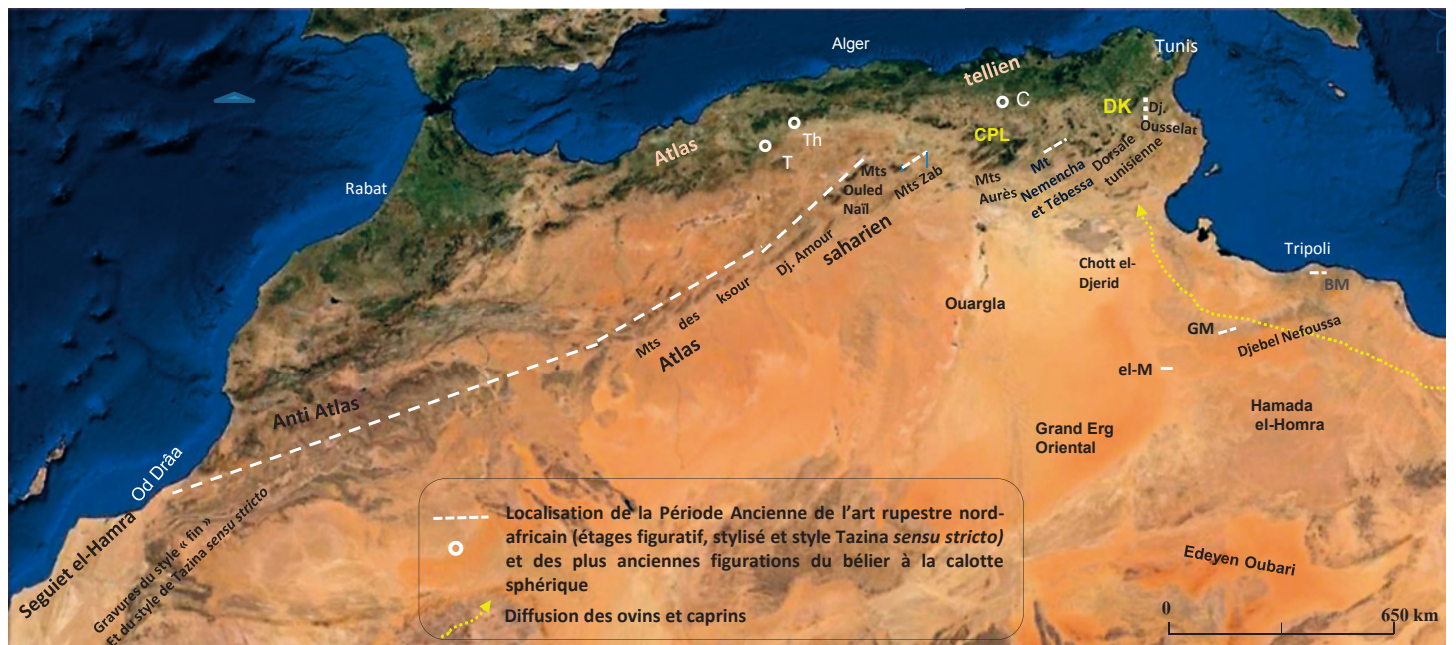 Alger
Tunis
tellien
C
DK
Dj.
Ousselat
CPL
Th
T
Atlas
Rabat
Mts
Ouled
Naïl
Mts Zab
Mts
Aurès
Mt
Nemencha
et Tébessa
Dorsale
tunisienne
Dj. Amour
saharien
Mts des ksour
Atlas
Chott el-
Djerid
Tripoli
BM
Ouargla
GM
Djebel Nefoussa
el-M
Anti Atlas
Hamada
el-Homra
Grand Erg
Oriental
Od Drâa
Seguiet el-Hamra
Gravures du style « fin »
Et du style de Tazina sensu stricto
Localisation de la Période Ancienne de l’art rupestre nord-
africain (étages figuratif, stylisé et style Tazina sensu stricto)
et des plus anciennes figurations du bélier à la calotte
sphérique
Diffusion des ovins et caprins
Edeyen Oubari
0
650 km